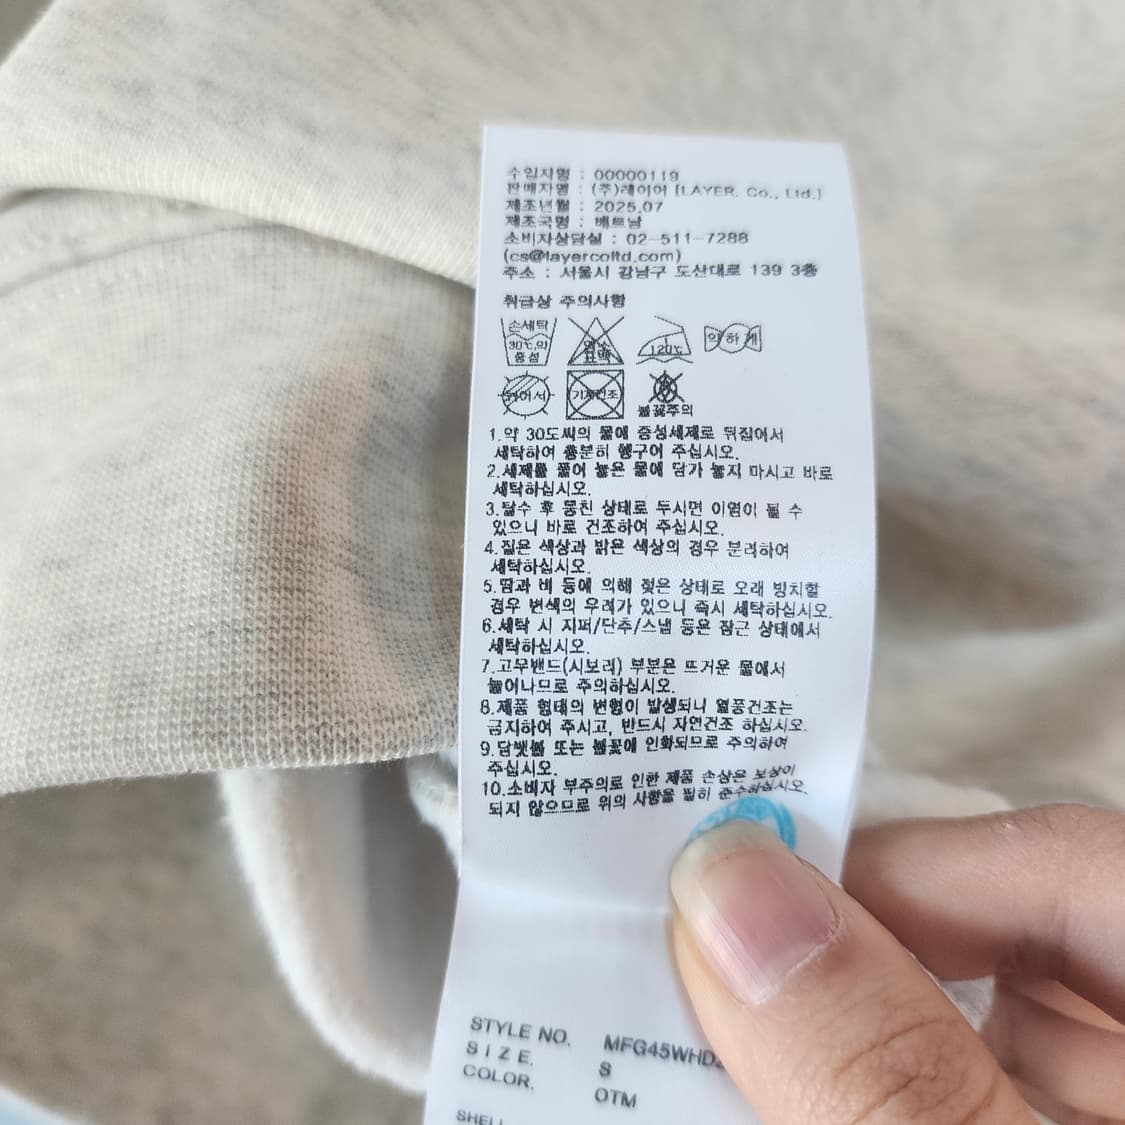 수입자명 : 00000119
판매자명 : (주)레이어 [LAYER. Co., Ltd.]
제조년월 : 2025.07
제조국명 : 베트남
소비자상담실 : 02-511-7288
(cs@layercoltd.com)
주소 : 서울시 강남구 도산대로 139 3층
취급상 주의사항
손세탁
30℃,의
중성
염소
표백
120℃
약하게
뉘어서
기계건조
불꽃주의
1.약 30도씨의 물에 중성세제로 뒤집어서
세탁하여 충분히 헹구어 주십시오.
2.세제를 풀어 놓은 물에 담가 놓지 마시고 바로
세탁하십시오.
3.탈수 후 뭉친 상태로 두시면 이염이 될 수
있으니 바로 건조하여 주십시오.
4.짙은 색상과 밝은 색상의 경우 분리하여
세탁하십시오.
5.땀과 비 등에 의해 젖은 상태로 오래 방치할
경우 변색의 우려가 있으니 즉시 세탁하십시오.
6.세탁 시 지퍼/단추/스냅 등은 잠근 상태에서
세탁하십시오.
7.고무밴드(시보리) 부분은 뜨거운 물에서
늘어나므로 주의하십시오.
8.제품 형태의 변형이 발생되니 열풍건조는
금지하여 주시고, 반드시 자연건조 하십시오.
9.담뱃불 또는 불꽃에 인화되므로 주의하여
주십시오.
10.소비자 부주의로 인한 제품 손상은 보상이
되지 않으므로 위의 사항을 필히 준수하십시오.
STYLE NO. MFG45WHD
SIZE. S
COLOR. OTM
SHELL